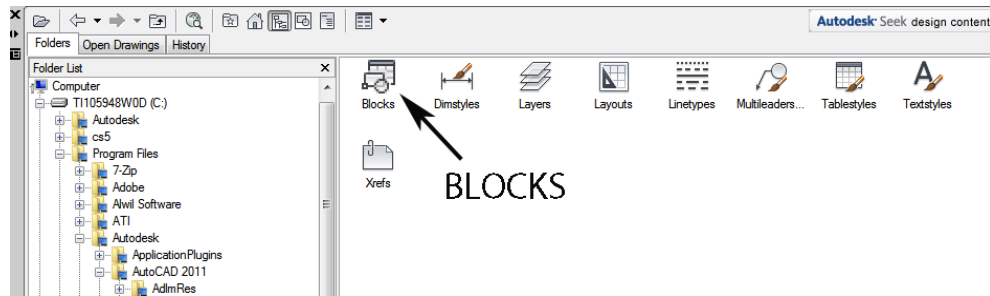 Autodesk® Seek design content
Folders Open Drawings History
Folder List
Computer
TI105948W0D (C:)
Autodesk
cs5
Program Files
7-Zip
Adobe
Alwil Software
ATI
Autodesk
ApplicationPlugins
AutoCAD 2011
AdlmRes
Blocks Dimstyles Layers Layouts Linetypes Multileaders... Tablestyles Textstyles
Xrefs
BLOCKS